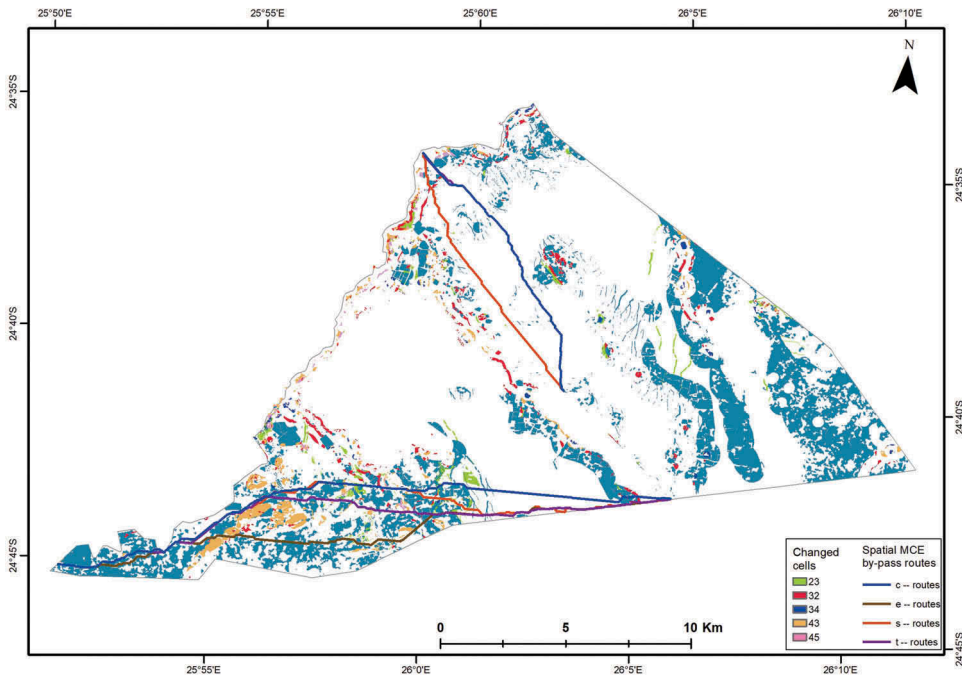 25°50'E 25°55'E 25°60'E 26°5'E 26°10'E
N
24°35'S
24°35'S
24°40'S
24°40'S
24°45'S
24°45'S
Changed cells
23
32
34
43
45
Spatial MCE
by-pass routes
c -- routes
e -- routes
s -- routes
t -- routes
0 5 10 Km
25°55'E 26°0'E 26°5'E 26°10'E